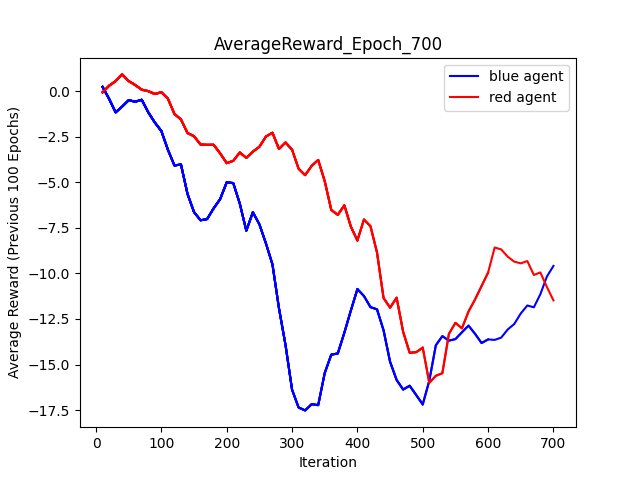 AverageReward_Epoch_700
blue agent
red agent
0.0
−2.5
−5.0
−7.5
−10.0
−12.5
−15.0
−17.5
Average Reward (Previous 100 Epochs)
0 100 200 300 400 500 600 700
Iteration